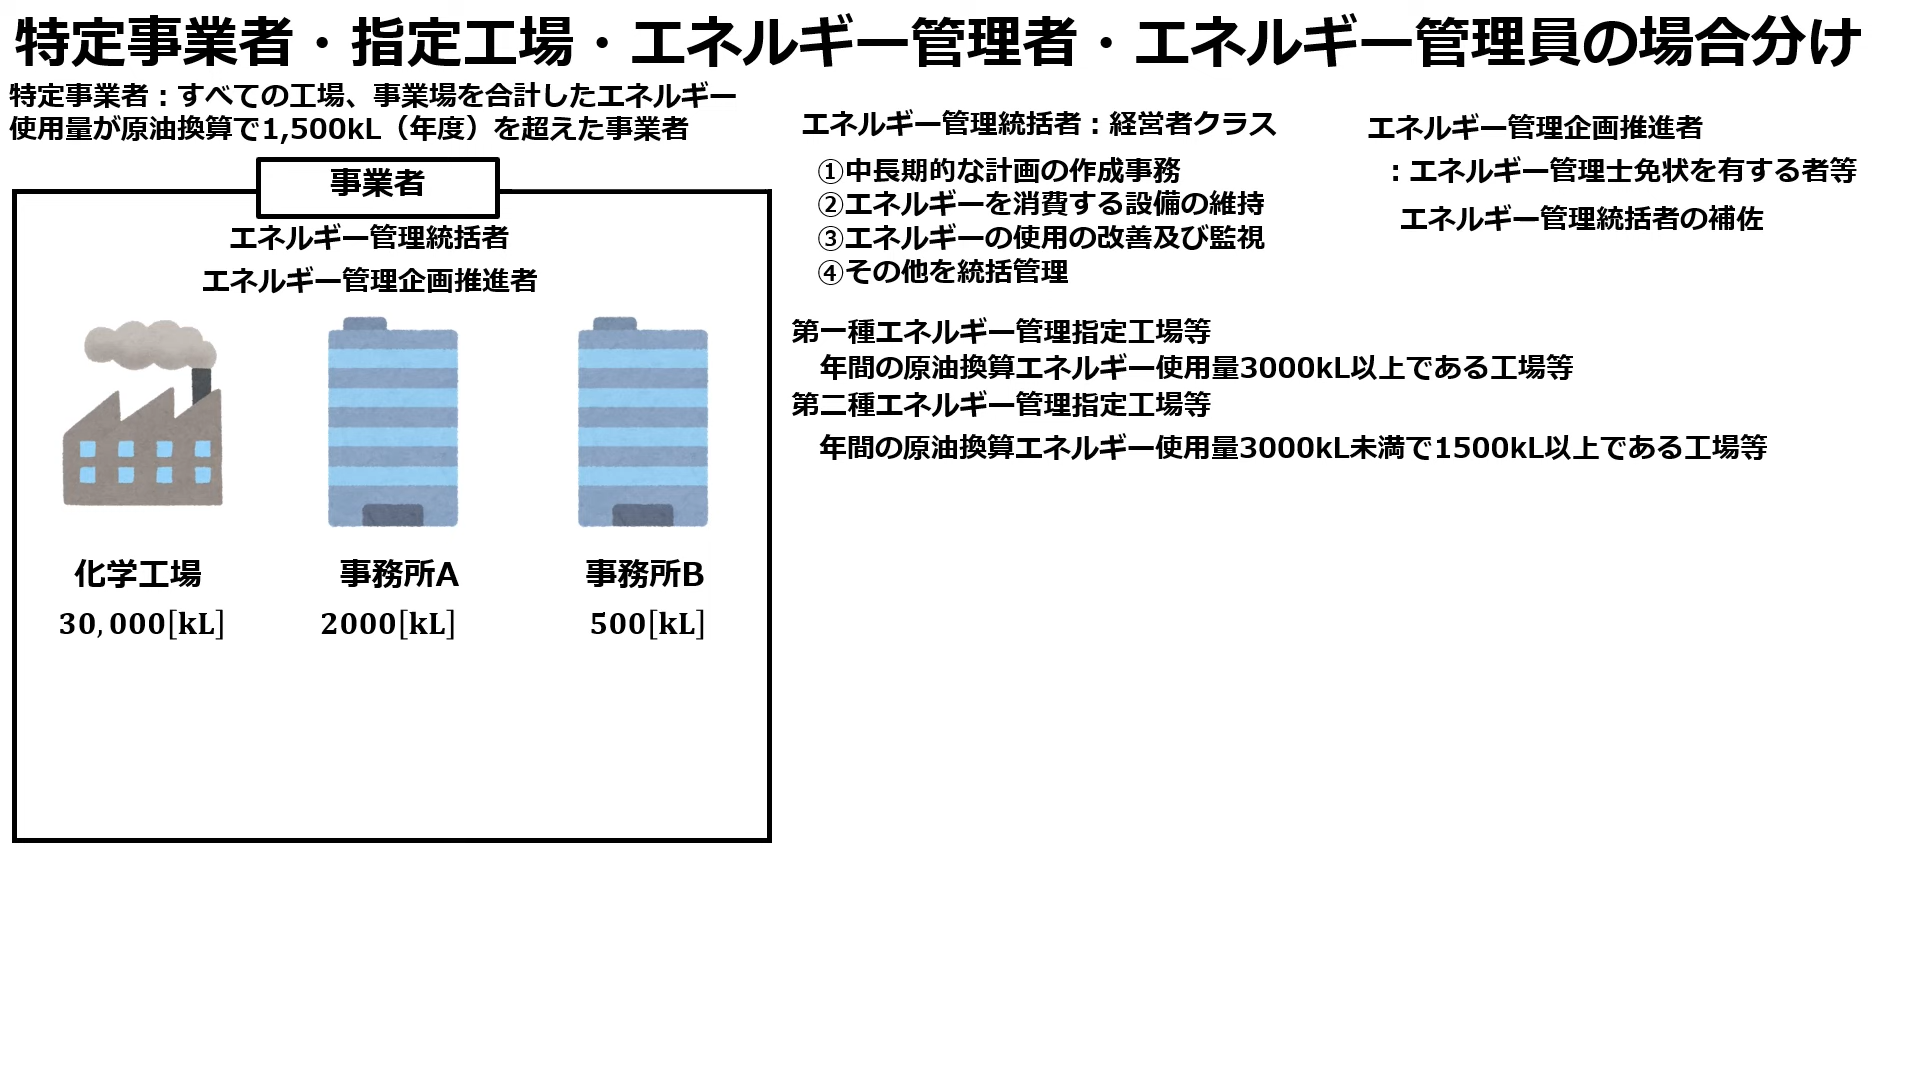 特定事業者・指定工場・エネルギー管理者・エネルギー管理員の場合分け
特定事業者：すべての工場、事業場を合計したエネルギー
使用量が原油換算で1,500kL（年度）を超えた事業者
事業者
エネルギー管理統括者
エネルギー管理企画推進者
化学工場
30,000[kL]
事務所A
2000[kL]
事務所B
500[kL]
エネルギー管理統括者：経営者クラス
①中長期的な計画の作成事務
②エネルギーを消費する設備の維持
③エネルギーの使用の改善及び監視
④その他を統括管理
エネルギー管理企画推進者
：エネルギー管理士免状を有する者等
エネルギー管理統括者の補佐
第一種エネルギー管理指定工場等
年間の原油換算エネルギー使用量3000kL以上である工場等
第二種エネルギー管理指定工場等
年間の原油換算エネルギー使用量3000kL未満で1500kL以上である工場等